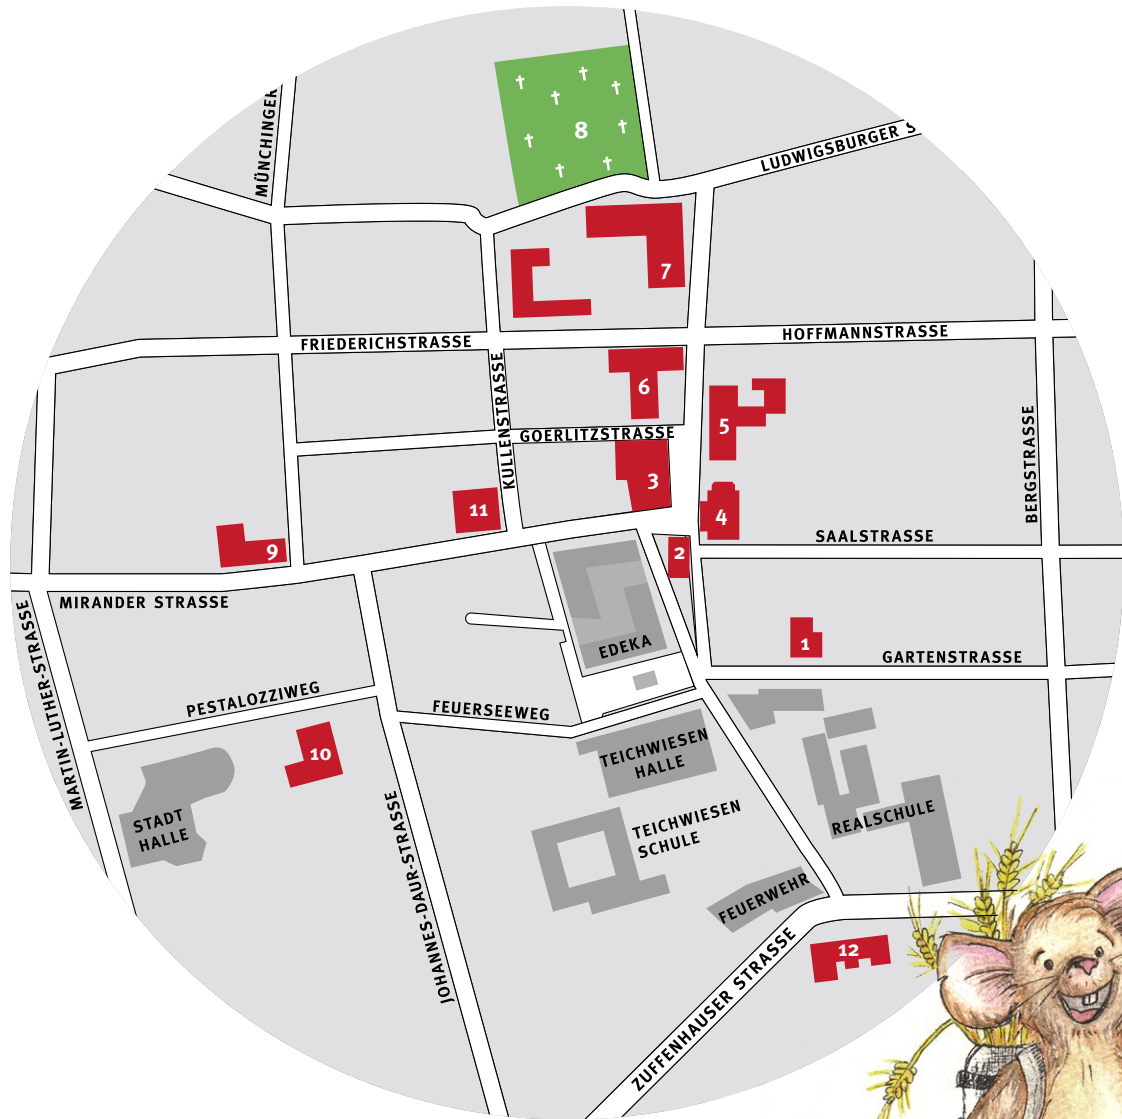 MÜNCHINGER
8
LUDWIGSBURGER S
7
FRIEDERICHSTRASSE
HOFFMANNSTRASSE
KULLENSTRASSE
6
5
GOERLITZSTRASSE
BERGSTRASSE
3
11
4
SAALSTRASSE
9
2
MIRANDER STRASSE
MARTIN-LUTHER-STRASSE
EDEKA
1
GARTENSTRASSE
PESTALOZZIWEG
FEUERSEEWEG
10
TEICHWIESEN
HALLE
STADT
HALLE
JOHANNES-DAUR-STRASSE
TEICHWIESEN
SCHULE
REALSCHULE
FEUERWEHR
12
ZUFFENHAUSER STRASSE